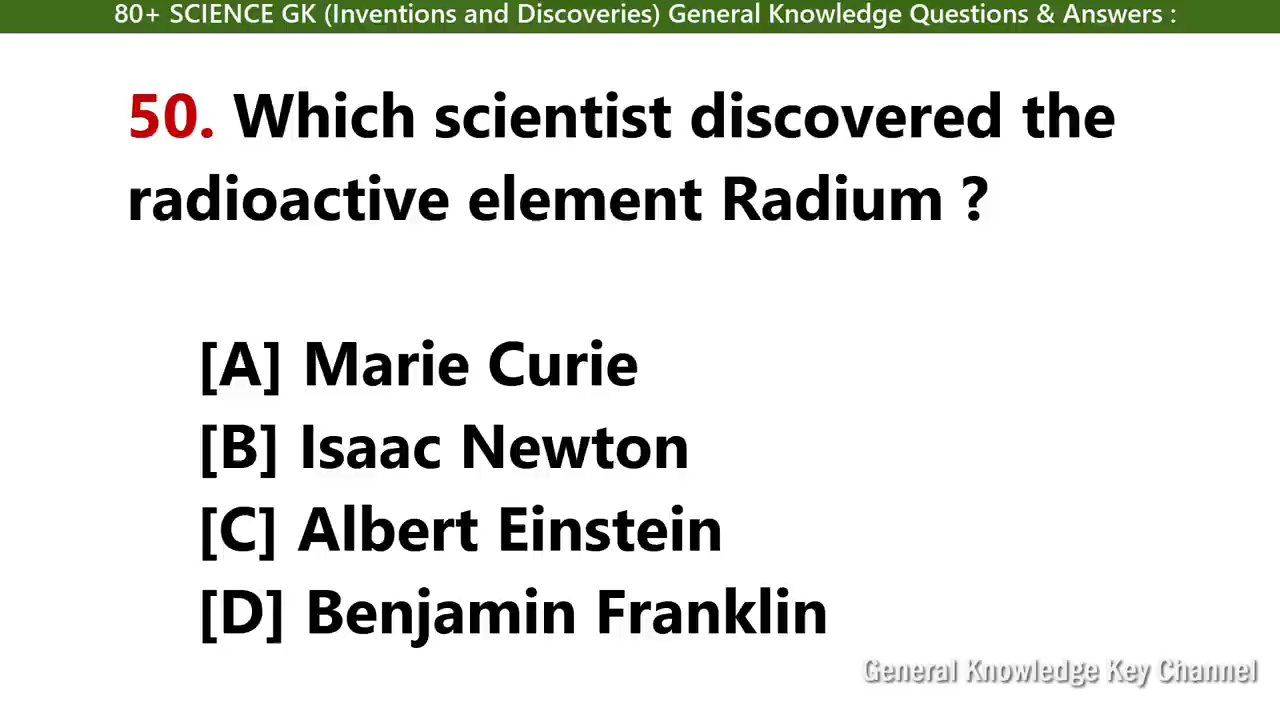 80+ SCIENCE GK (Inventions and Discoveries) General Knowledge Questions & Answers :
50. Which scientist discovered the
radioactive element Radium ?
[A] Marie Curie
[B] Isaac Newton
[C] Albert Einstein
[D] Benjamin Franklin
General Knowledge Key Channel